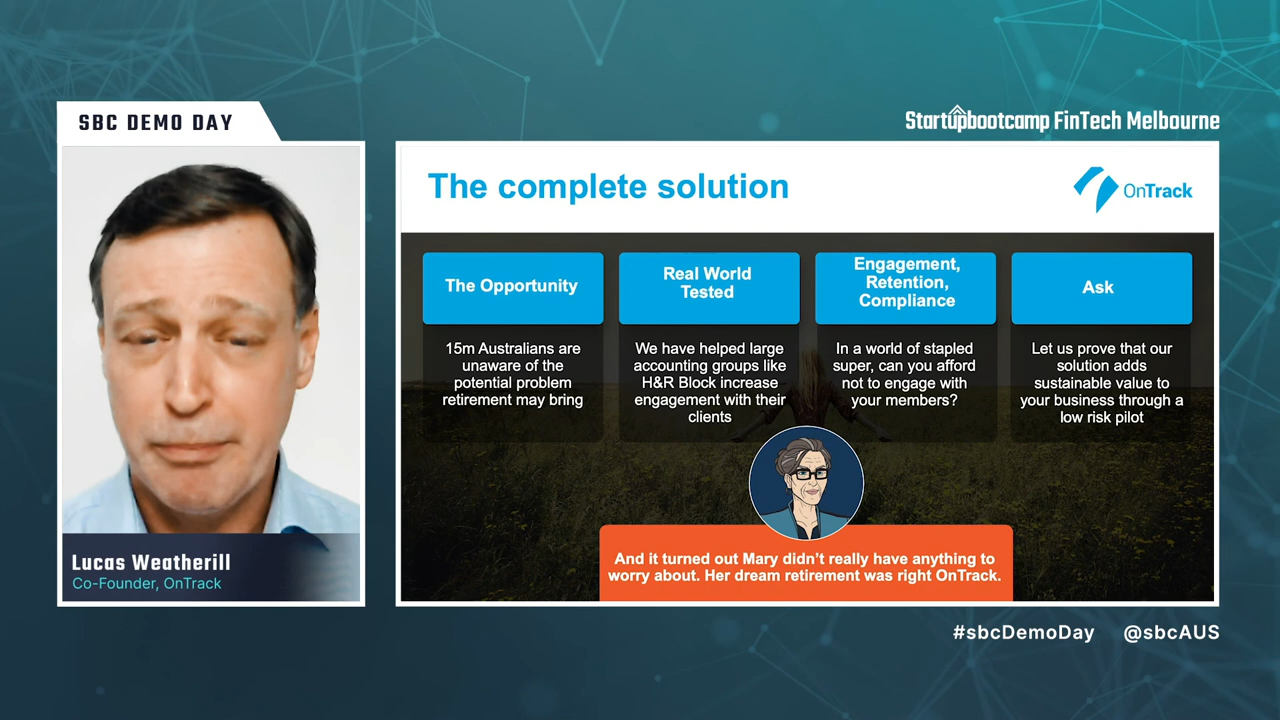 SBC DEMO DAY
Startupbootcamp FinTech Melbourne
The complete solution
OnTrack
The Opportunity
15m Australians are
unaware of the
potential problem
retirement may bring
Real World
Tested
We have helped large
accounting groups like
H&R Block increase
engagement with their
clients
Engagement,
Retention,
Compliance
In a world of stapled
super, can you afford
not to engage with
your members?
Ask
Let us prove that our
solution adds
sustainable value to
your business through a
low risk pilot
And it turned out Mary didn't really have anything to
worry about. Her dream retirement was right OnTrack.
Lucas Weatherill
Co-Founder, OnTrack
#sbcDemoDay @sbcAUS